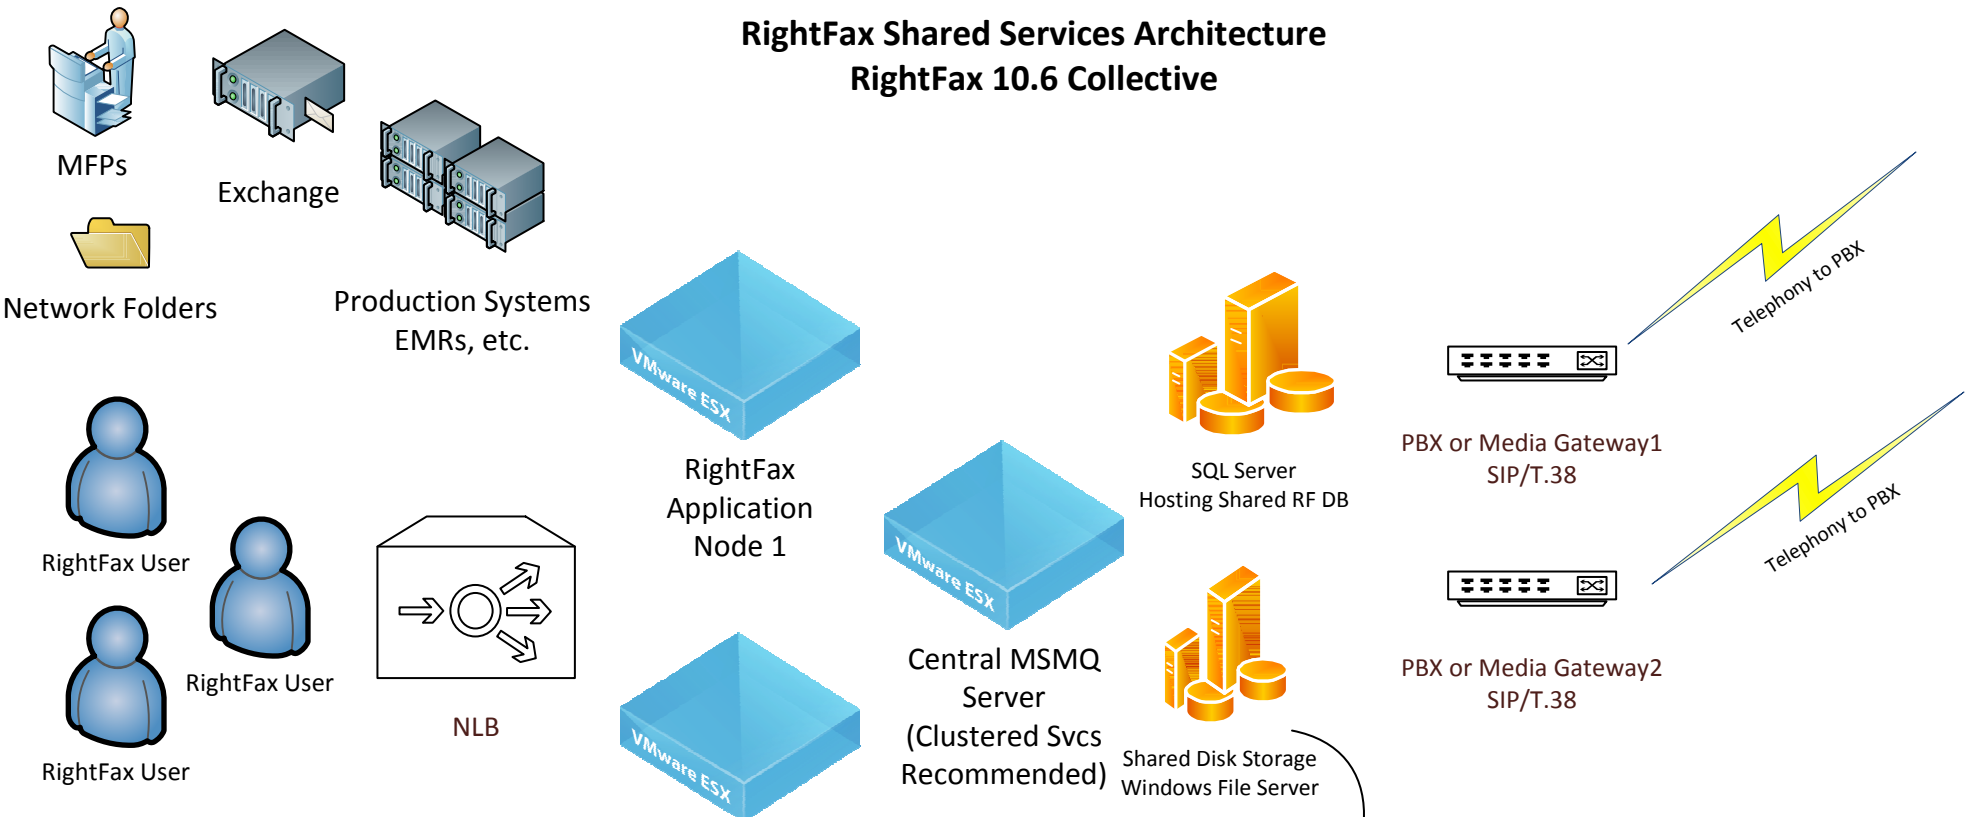 RightFax Shared Services Architecture
RightFax 10.6 Collective
MFPs
Exchange
Network Folders
Production Systems
EMRs, etc.
VMware ESX
RightFax
Application
Node 1
RightFax User
RightFax User
RightFax User
NLB
VMware ESX
VMware ESX
Central MSMQ
Server
(Clustered Svcs
Recommended)
SQL Server
Hosting Shared RF DB
Shared Disk Storage
Windows File Server
PBX or Media Gateway1
SIP/T.38
Telephony to PBX
PBX or Media Gateway2
SIP/T.38
Telephony to PBX